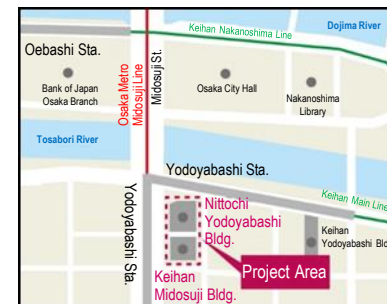 Dojima River
Keihan Nakanoshima Line
Oebashi Sta.
Bank of Japan
Osaka Branch
Osaka Metro
Midosuji Line
Midosuji St.
Osaka City Hall
Nakanoshima
Library
Tosabori River
Yodoyabashi Sta.
Keihan Main Line
Yodoyabashi Sta.
Nittochi
Yodoyabashi
Bldg.
Keihan
Yodoyabashi Bld
Project Area
Keihan
Midosuji Bldg.